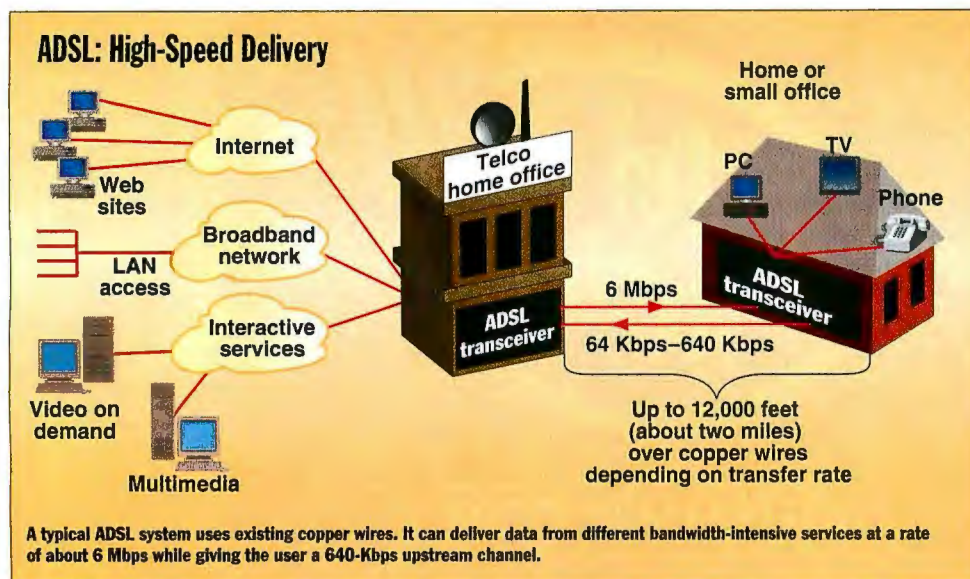 ADSL: High-Speed Delivery
Web
sites
Internet
LAN
access
Broadband
network
Video on
demand
Multimedia
Interactive
services
Telco
home office
ADSL
transceiver
6 Mbps
64 Kbps–640 Kbps
Up to 12,000 feet
(about two miles)
over copper wires
depending on transfer rate
Home or
small office
PC
TV
Phone
ADSL
transceiver
A typical ADSL system uses existing copper wires. It can deliver data from different bandwidth-intensive services at a rate
of about 6 Mbps while giving the user a 640-Kbps upstream channel.